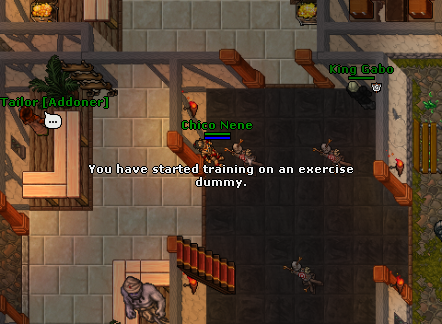 King Gabo
Tailor [Addoner]
Chico Nene
You have started training on an exercise
dummy.